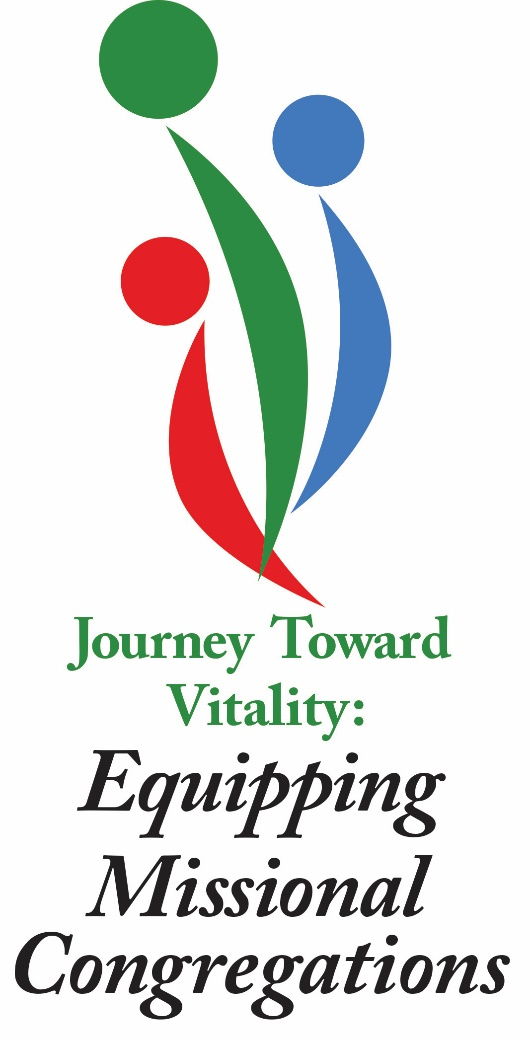 Journey Toward
Vitality:
Equipping
Missional
Congregations